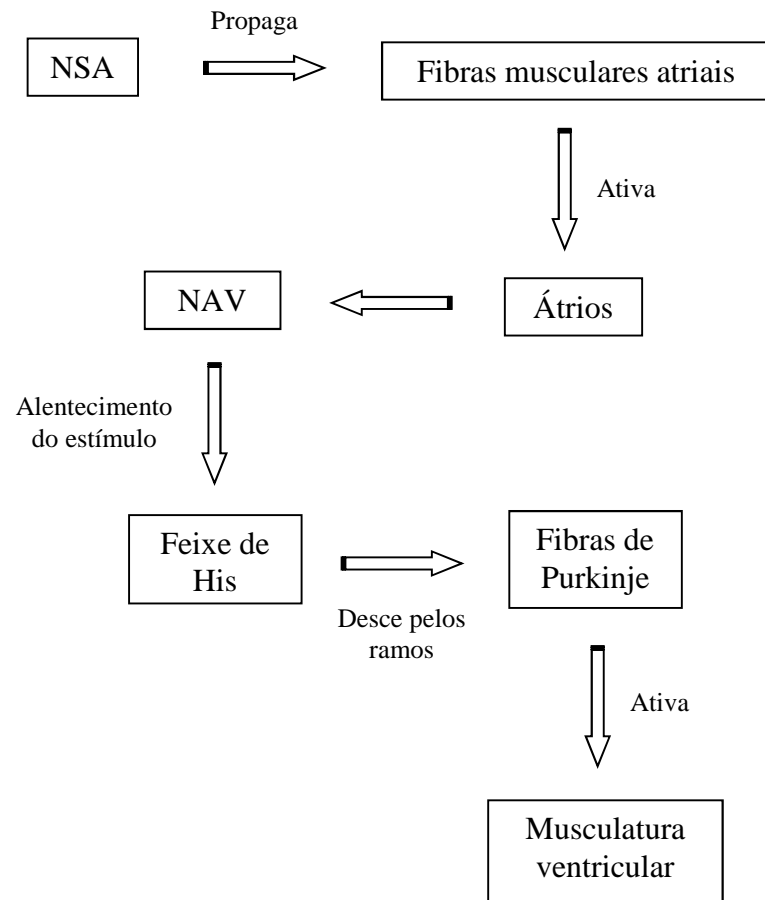 Propaga
NSA
Fibras musculares atriais
Ativa
NAV
Átrios
Alentecimento
do estímulo
Feixe de
His
Fibras de
Purkinje
Desce pelos
ramos
Ativa
Musculatura
ventricular